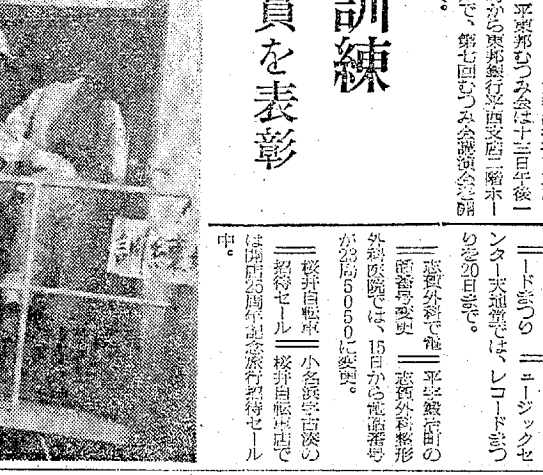 平東邦むつみ会は十三日午後一
から東邦銀行平西支店二階ホー
で、第七回むつみ会講演会を開
。
訓練
員を表彰
訓練
ードまつり ＝ ュージックセ
ンター天通堂では、レコードまつ
りを20日まで。
＝志賀外科で電
話番号変更＝平字鍛冶町の
志賀外科整形
外科医院では、15日から電話番号
が23局5050に変更。
＝桜井自転車
招待セール＝小名浜字古湊の
桜井自転車店で
は開店25周年記念旅行招待セール
中。